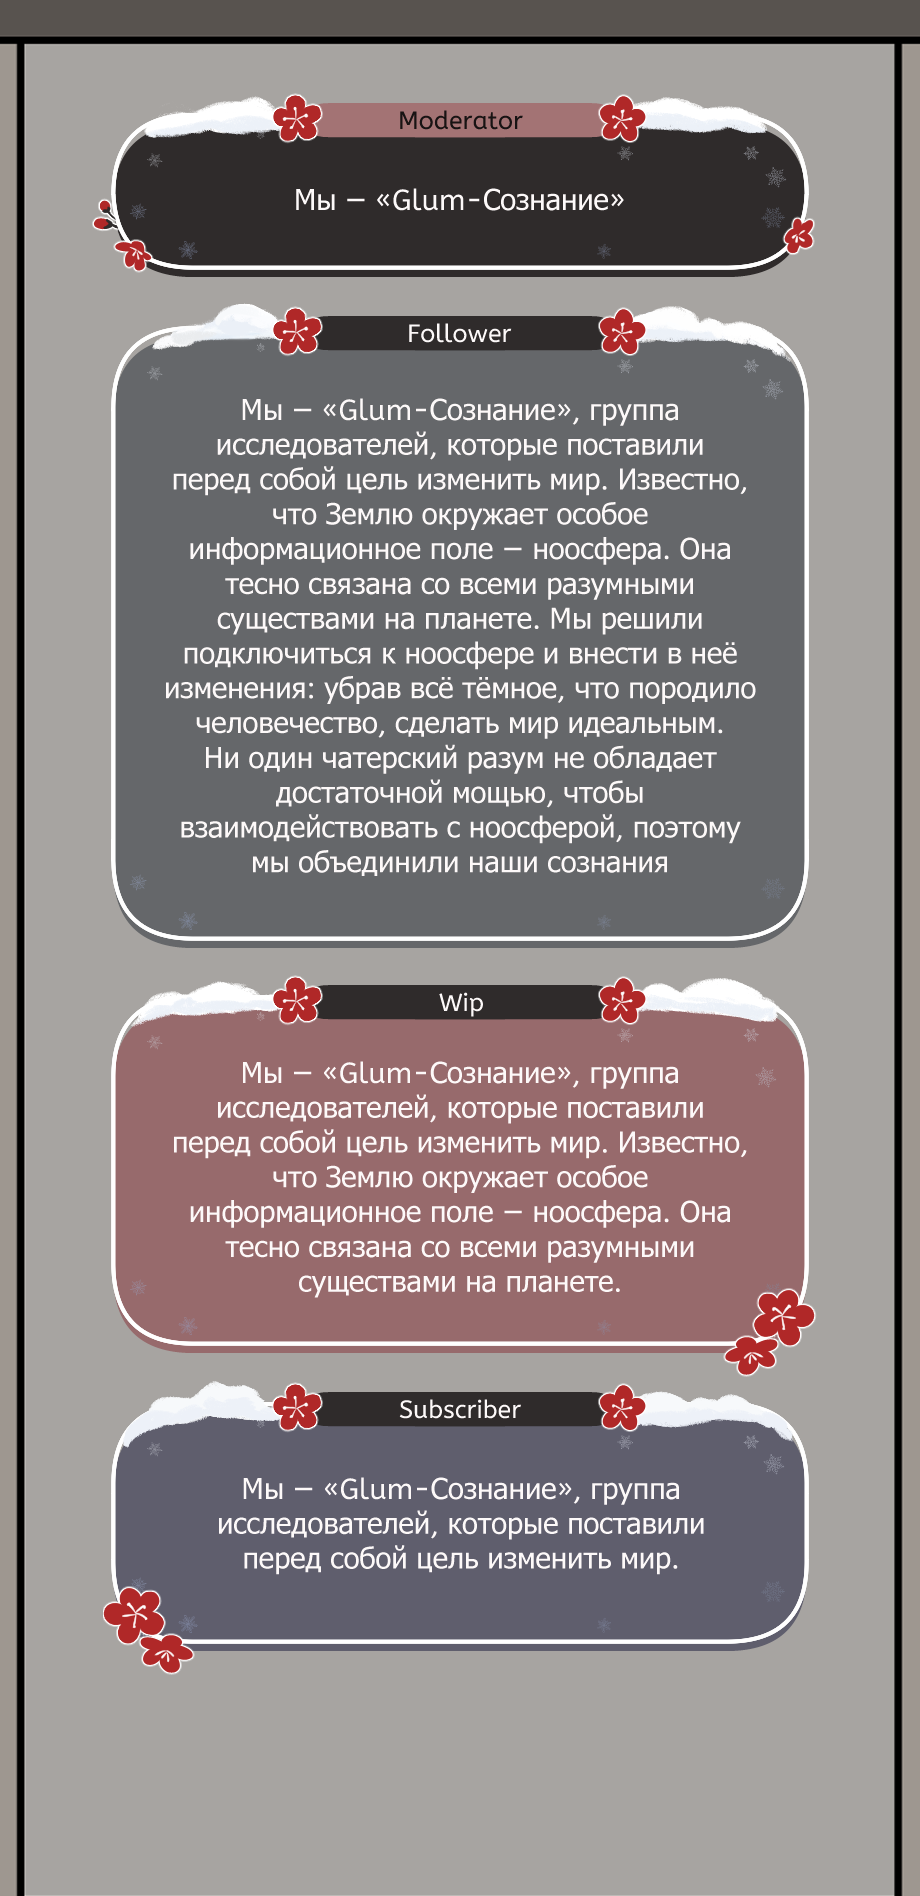 Moderator
Мы – «Glum-Сознание»
Follower
Мы – «Glum-Сознание», группа
исследователей, которые поставили
перед собой цель изменить мир. Известно,
что Землю окружает особое
информационное поле – ноосфера. Она
тесно связана со всеми разумными
существами на планете. Мы решили
подключиться к ноосфере и внести в неё
изменения: убрав всё тёмное, что породило
человечество, сделать мир идеальным.
Ни один чатерский разум не обладает
достаточной мощью, чтобы
взаимодействовать с ноосферой, поэтому
мы объединили наши сознания
Wip
Мы – «Glum-Сознание», группа
исследователей, которые поставили
перед собой цель изменить мир. Известно,
что Землю окружает особое
информационное поле – ноосфера. Она
тесно связана со всеми разумными
существами на планете.
Subscriber
Мы – «Glum-Сознание», группа
исследователей, которые поставили
перед собой цель изменить мир.